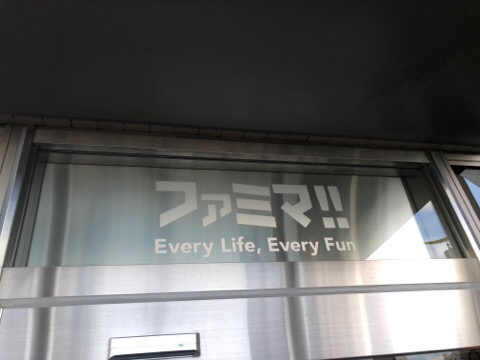 ファミマ!!
Every Life, Every Fun